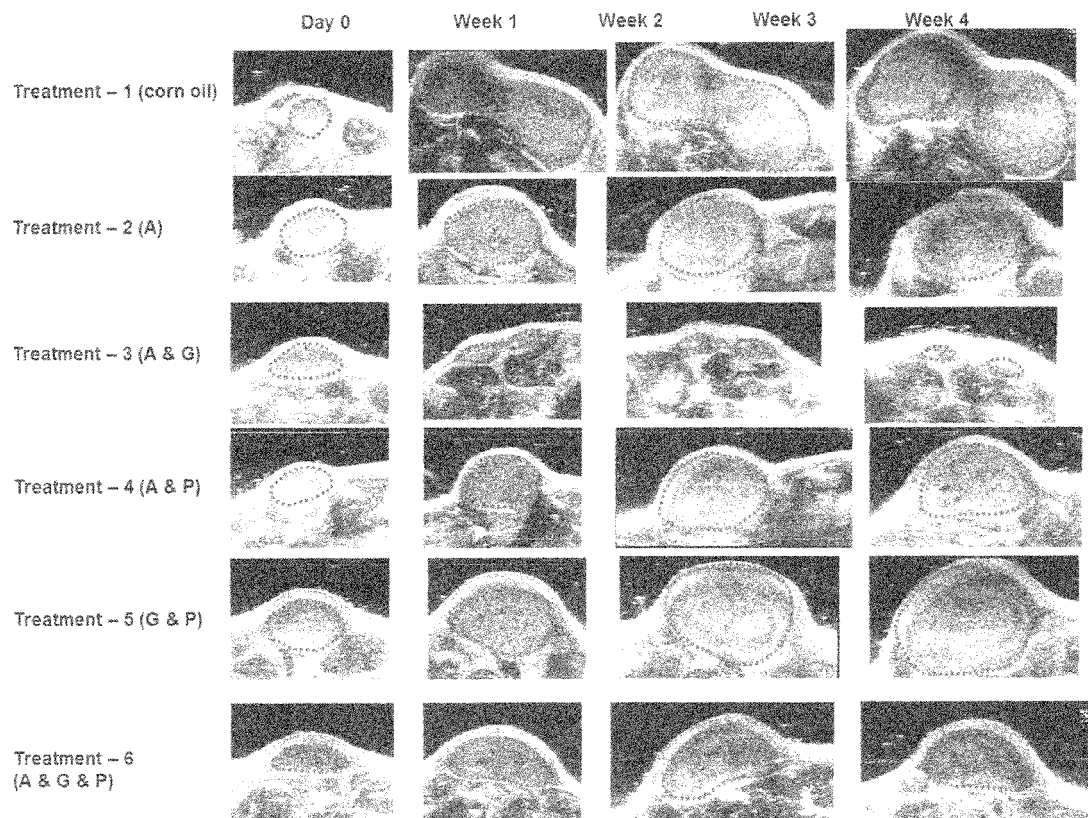 Day 0 Week 1 Week 2 Week 3 Week 4
Treatment – 1 (corn oil)
Treatment – 2 (A)
Treatment – 3 (A & G)
Treatment – 4 (A & P)
Treatment – 5 (G & P)
Treatment – 6
(A & G & P)